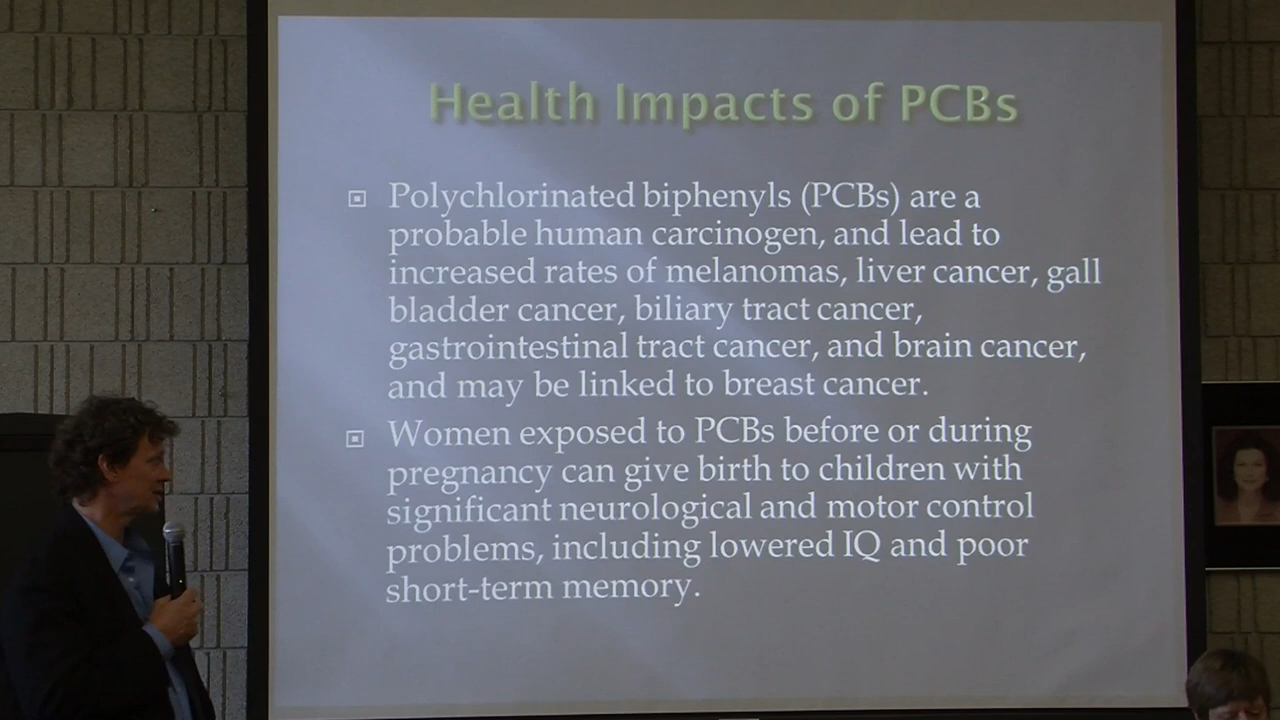 Health Impacts of PCBs
Polychlorinated biphenyls (PCBs) are a
probable human carcinogen, and lead to
increased rates of melanomas, liver cancer, gall
bladder cancer, biliary tract cancer,
gastrointestinal tract cancer, and brain cancer,
and may be linked to breast cancer.
Women exposed to PCBs before or during
pregnancy can give birth to children with
significant neurological and motor control
problems, including lowered IQ and poor
short-term memory.